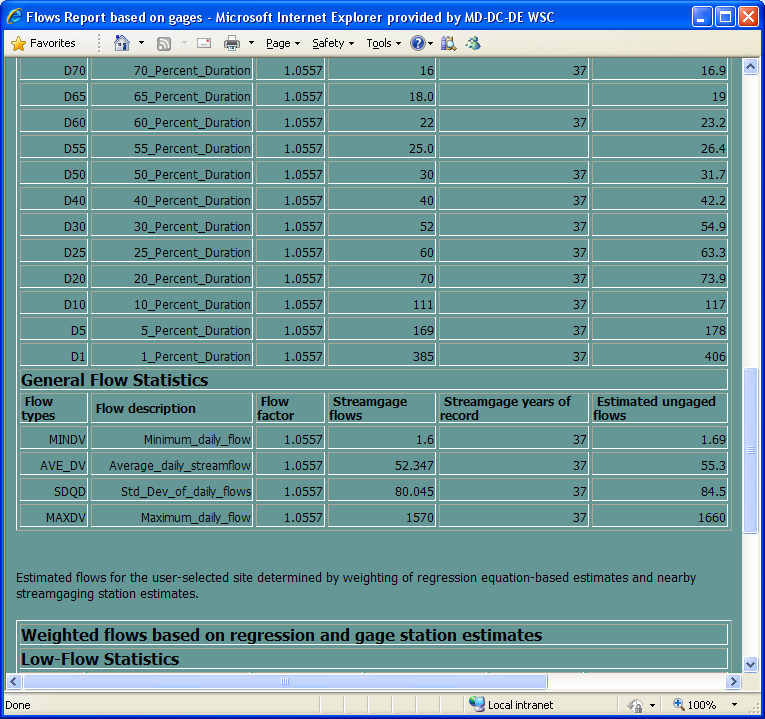 Flows Report based on gages - Microsoft Internet Explorer provided by MD-DC-DE WSC
Favorites Page Safety Tools
D70 70_Percent_Duration 1.0557 16 37 16.9
D65 65_Percent_Duration 1.0557 18.0 19
D60 60_Percent_Duration 1.0557 22 37 23.2
D55 55_Percent_Duration 1.0557 25.0 26.4
D50 50_Percent_Duration 1.0557 30 37 31.7
D40 40_Percent_Duration 1.0557 40 37 42.2
D30 30_Percent_Duration 1.0557 52 37 54.9
D25 25_Percent_Duration 1.0557 60 37 63.3
D20 20_Percent_Duration 1.0557 70 37 73.9
D10 10_Percent_Duration 1.0557 111 37 117
D5 5_Percent_Duration 1.0557 169 37 178
D1 1_Percent_Duration 1.0557 385 37 406
General Flow Statistics
Flow types Flow description Flow factor Streamgage flows Streamgage years of record Estimated ungaged flows
MINDV Minimum_daily_flow 1.0557 1.6 37 1.69
AVE_DV Average_daily_streamflow 1.0557 52.347 37 55.3
SDQD Std_Dev_of_daily_flows 1.0557 80.045 37 84.5
MAXDV Maximum_daily_flow 1.0557 1570 37 1660
Estimated flows for the user-selected site determined by weighting of regression equation-based estimates and nearby
streamgaging station estimates.
Weighted flows based on regression and gage station estimates
Low-Flow Statistics
Done Local intranet 100%